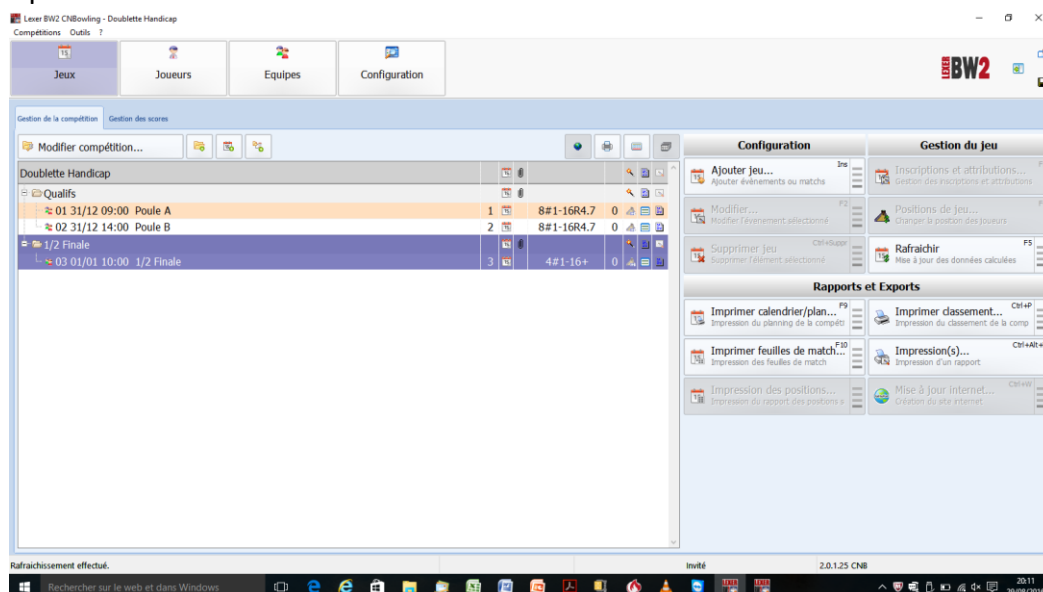 Lexer BW2 CNBowling - Doublette Handicap
Compétitions Outils ?
Jeux Joueurs Equipes Configuration
LEXER BW2
Gestion de la compétition Gestion des scores
Modifier compétition...
Doublette Handicap
Qualifs
01 31/12 09:00 Poule A 1 8#1-16R4.7 0
02 31/12 14:00 Poule B 2 8#1-16R4.7 0
1/2 Finale
03 01/01 10:00 1/2 Finale 3 4#1-16+ 0
Configuration Gestion du jeu
Ajouter jeu... Ins
Ajouter évènements ou matchs
Inscriptions et attributions...
Gestion des inscriptions et attributions
Modifier... F2
Modifier l'évenement sélectionné
Positions de jeu...
Changer la position des joueurs
Supprimer jeu Ctrl+Suppr
Supprimer l'élément sélectionné
Rafraichir F5
Mise à jour des données calculées
Rapports et Exports
Imprimer calendrier/plan... F9
Impression du planning de la compéti
Imprimer classement... Ctrl+P
Impression du classement de la comp
Imprimer feuilles de match... F10
Impression des feuilles de match
Impression(s)... Ctrl+Alt+
Impression d'un rapport
Impression des positions...
Impression du rapport des positions
Mise à jour internet... Ctrl+W
Création du site internet
Rafraichissement effectué. Invité 2.0.1.25 CNB
Rechercher sur le web et dans Windows
20:11